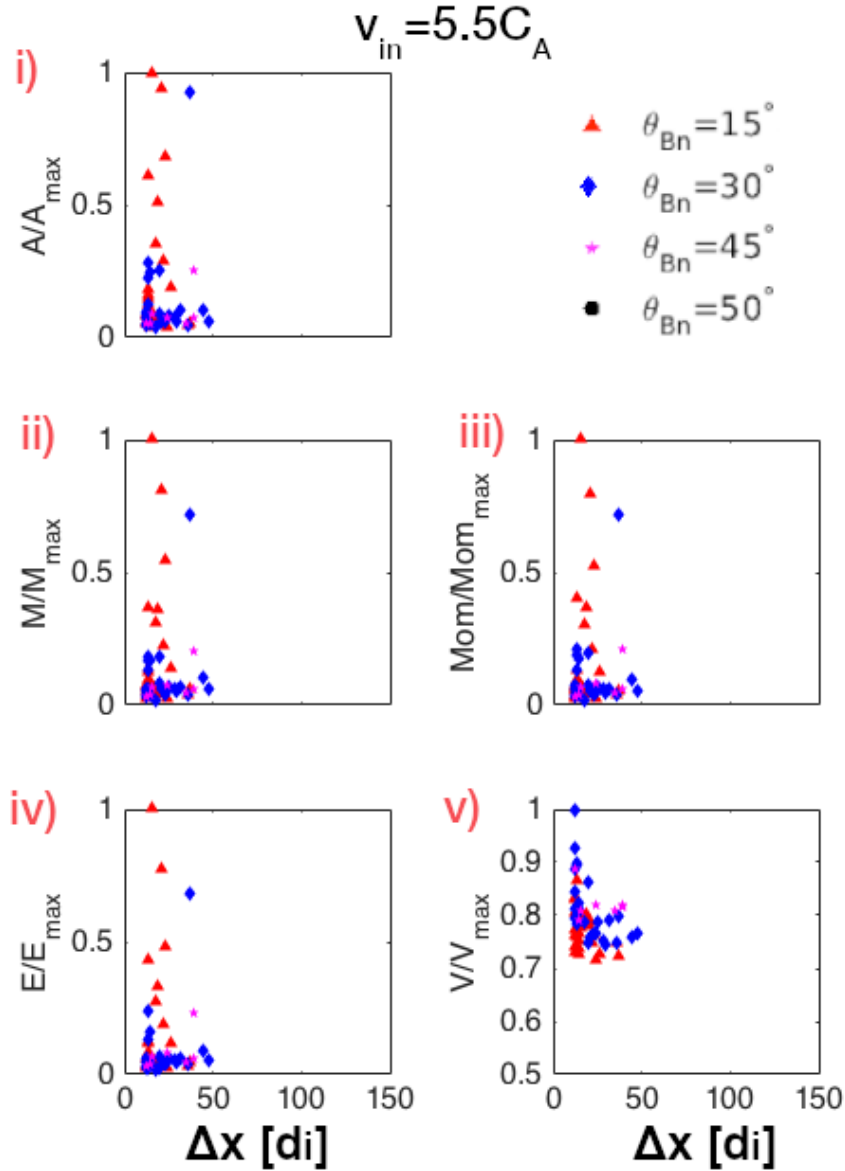 v_in=5.5C_A
i)
1
0.5
0
A/A_max
θ_Bn=15°
θ_Bn=30°
θ_Bn=45°
θ_Bn=50°
ii)
1
0.5
0
M/M_max
iii)
1
0.5
0
Mom/Mom_max
iv)
1
0.5
0
E/E_max
0 50 100 150
Δx [di]
v)
1
0.9
0.8
0.7
0.6
0.5
V/V_max
0 50 100 150
Δx [di]